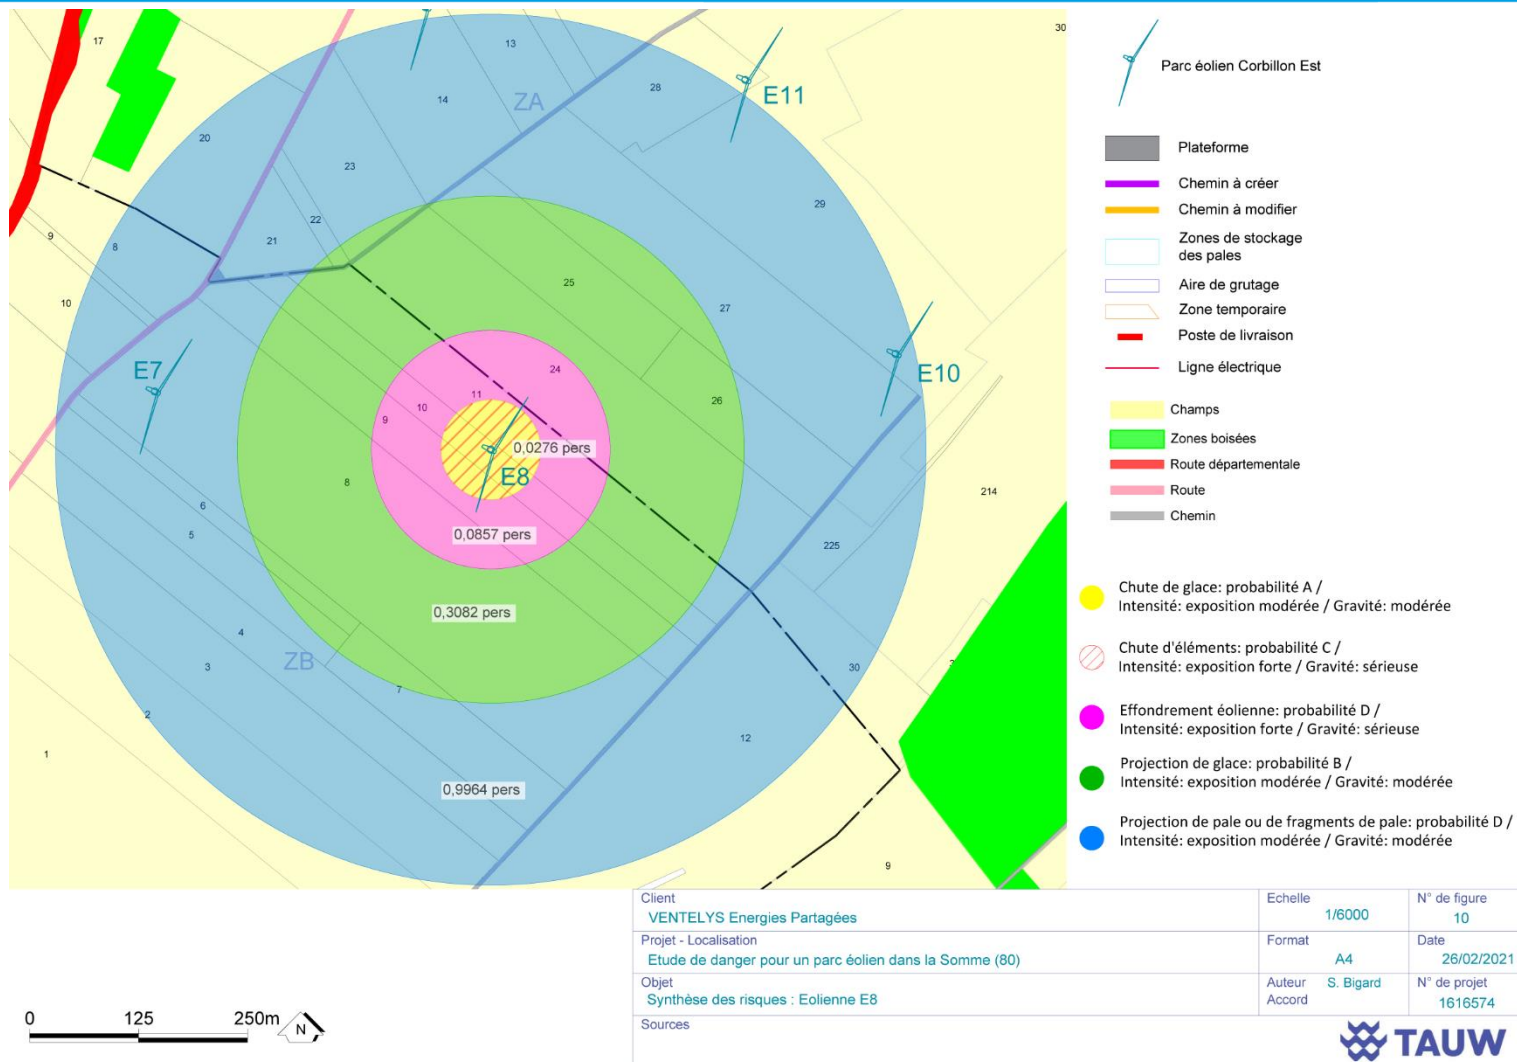 17
13
30
28
14
ZA
E11
20
23
29
22
21
9
8
25
10
27
E7
24
E10
11
10
9
26
0,0276 pers
E8
8
214
6
0,0857 pers
5
225
0,3082 pers
4
ZB
3
30
7
2
12
1
0,9964 pers
9
Parc éolien Corbillon Est
Plateforme
Chemin à créer
Chemin à modifier
Zones de stockage
des pales
Aire de grutage
Zone temporaire
Poste de livraison
Ligne électrique
Champs
Zones boisées
Route départementale
Route
Chemin
Chute de glace: probabilité A /
Intensité: exposition modérée / Gravité: modérée
Chute d'éléments: probabilité C /
Intensité: exposition forte / Gravité: sérieuse
Effondrement éolienne: probabilité D /
Intensité: exposition forte / Gravité: sérieuse
Projection de glace: probabilité B /
Intensité: exposition modérée / Gravité: modérée
Projection de pale ou de fragments de pale: probabilité D /
Intensité: exposition modérée / Gravité: modérée
Client
VENTELYS Energies Partagées
Echelle
1/6000
N° de figure
10
Projet - Localisation
Etude de danger pour un parc éolien dans la Somme (80)
Format
A4
Date
26/02/2021
Objet
Synthèse des risques : Eolienne E8
Auteur S. Bigard
Accord
N° de projet
1616574
Sources
TAUW
0 125 250m
N